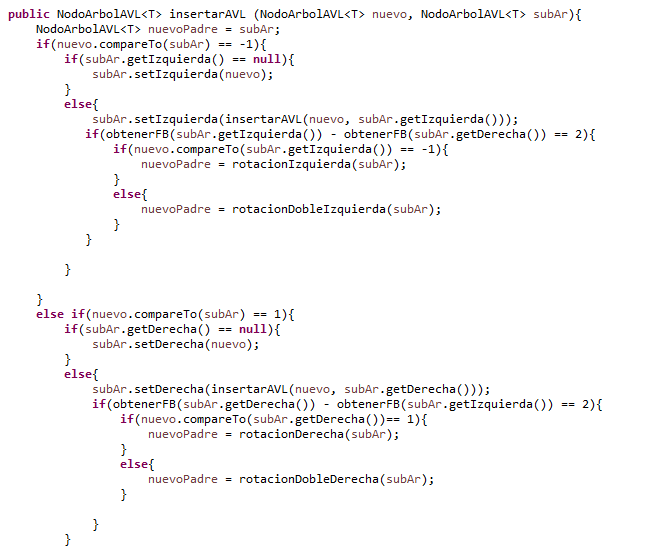 public NodoArbolAVL<T> insertarAVL (NodoArbolAVL<T> nuevo, NodoArbolAVL<T> subAr){
    NodoArbolAVL<T> nuevoPadre = subAr;
    if(nuevo.compareTo(subAr) == -1){
        if(subAr.getIzquierda() == null){
            subAr.setIzquierda(nuevo);
        }
        else{
            subAr.setIzquierda(insertarAVL(nuevo, subAr.getIzquierda()));
           if(obtenerFB(subAr.getIzquierda()) - obtenerFB(subAr.getDerecha()) == 2){
               if(nuevo.compareTo(subAr.getIzquierda()) == -1){
                   nuevoPadre = rotacionIzquierda(subAr);
               }
               else{
                   nuevoPadre = rotacionDobleIzquierda(subAr);
               }
           }
        }
    }
    else if(nuevo.compareTo(subAr) == 1){
        if(subAr.getDerecha() == null){
            subAr.setDerecha(nuevo);
        }
        else{
            subAr.setDerecha(insertarAVL(nuevo, subAr.getDerecha()));
            if(obtenerFB(subAr.getDerecha()) - obtenerFB(subAr.getIzquierda()) == 2){
                if(nuevo.compareTo(subAr.getDerecha())== 1){
                    nuevoPadre = rotacionDerecha(subAr);
                }
                else{
                    nuevoPadre = rotacionDobleDerecha(subAr);
                }
            }
        }